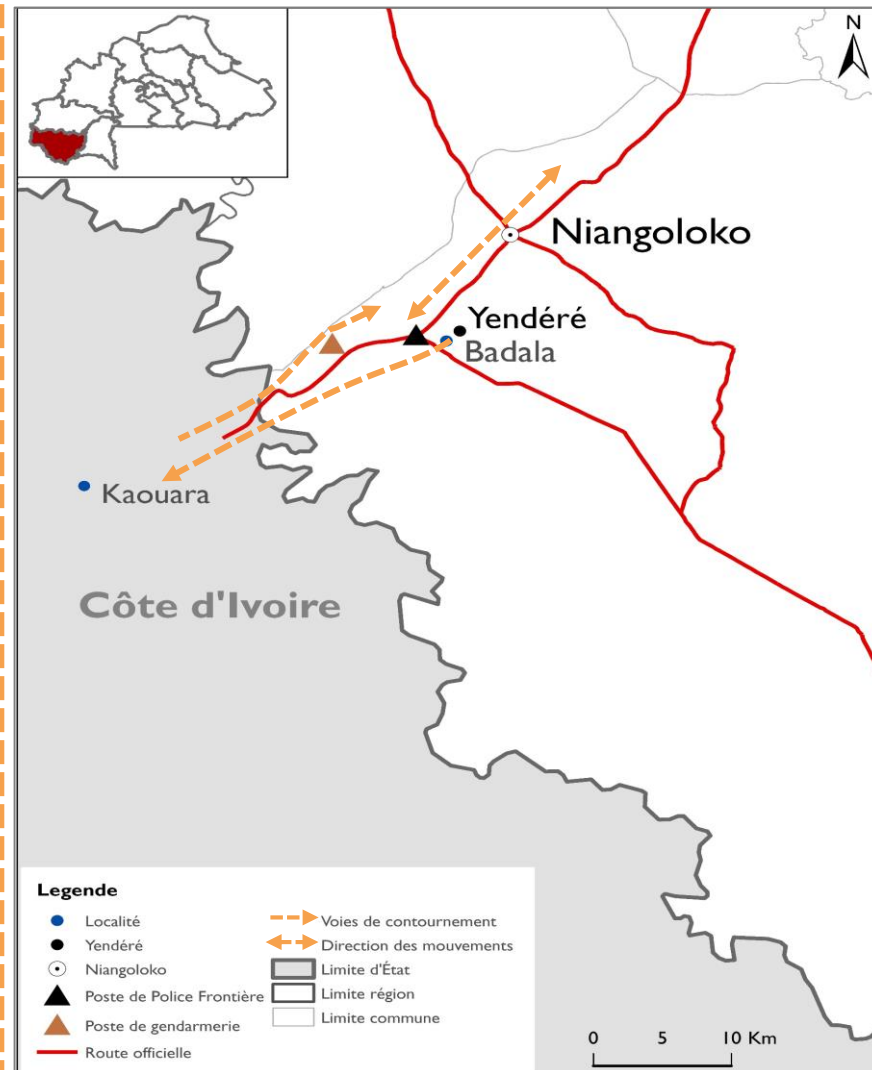 N
Niangoloko
Yendéré
Badala
Kaouara
Côte d'Ivoire
Legende
Localité
Yendéré
Niangoloko
Poste de Police Frontière
Poste de gendarmerie
Route officielle
Voies de contournement
Direction des mouvements
Limite d'État
Limite région
Limite commune
0 5 10 Km